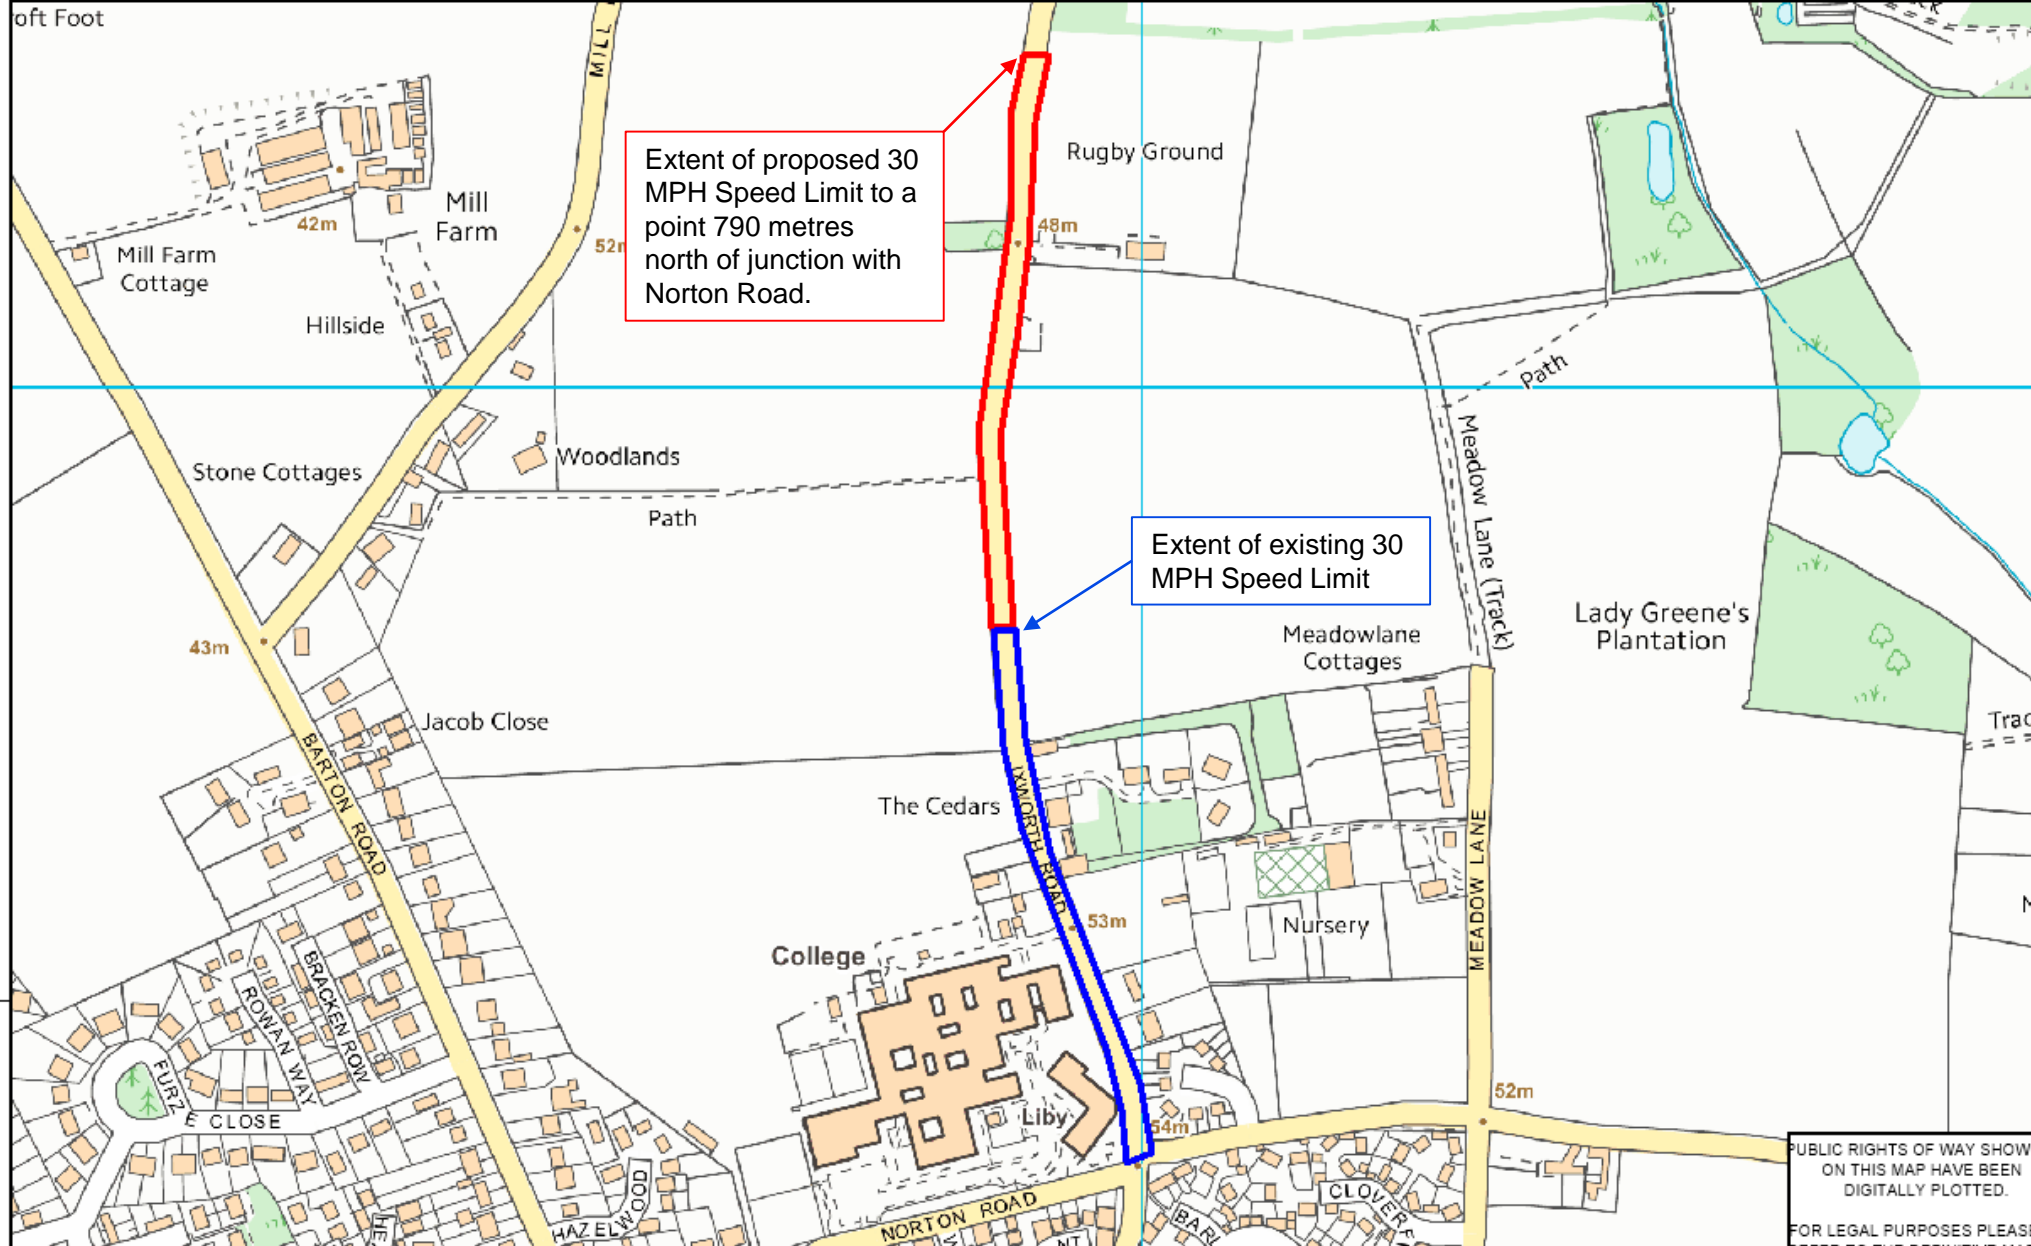 oft Foot
MILL
Extent of proposed 30
MPH Speed Limit to a
point 790 metres
north of junction with
Norton Road.
Rugby Ground
Mill
Farm
42m
52m
48m
Mill Farm
Cottage
Hillside
Path
Stone Cottages
Woodlands
Path
Meadow Lane (Track)
Extent of existing 30
MPH Speed Limit
Lady Greene's
Plantation
43m
Meadowlane
Cottages
Jacob Close
Trac
BARTON ROAD
The Cedars
IXWORTH ROAD
MEADOW LANE
53m
Nursery
College
BRACKEN ROW
ROWAN WAY
FURZE CLOSE
Liby
54m
52m
PUBLIC RIGHTS OF WAY SHOW
ON THIS MAP HAVE BEEN
DIGITALLY PLOTTED.
FOR LEGAL PURPOSES PLEAS
HAZELWOOD
NORTON ROAD
BARL
CLOVER F